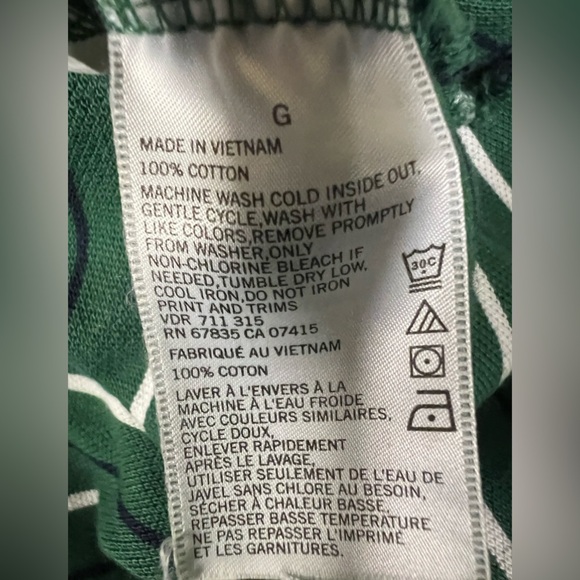 G
MADE IN VIETNAM
100% COTTON
MACHINE WASH COLD INSIDE OUT,
GENTLE CYCLE,WASH WITH
LIKE COLORS,REMOVE PROMPTLY
FROM WASHER,ONLY
NON-CHLORINE BLEACH IF
NEEDED,TUMBLE DRY LOW.
COOL IRON,DO NOT IRON
PRINT AND TRIMS
VDR 711 315
RN 67835 CA 07415
FABRIQUÉ AU VIETNAM
100% COTON
LAVER À L'ENVERS À LA
MACHINE À L'EAU FROIDE
AVEC COULEURS SIMILAIRES,
CYCLE DOUX,
ENLEVER RAPIDEMENT
APRÈS LE LAVAGE,
UTILISER SEULEMENT DE L'EAU DE
JAVEL SANS CHLORE AU BESOIN,
SÉCHER À CHALEUR BASSE,
REPASSER BASSE TEMPERATURE
NE PAS REPASSER L'IMPRIMÉ
ET LES GARNITURES.
30C